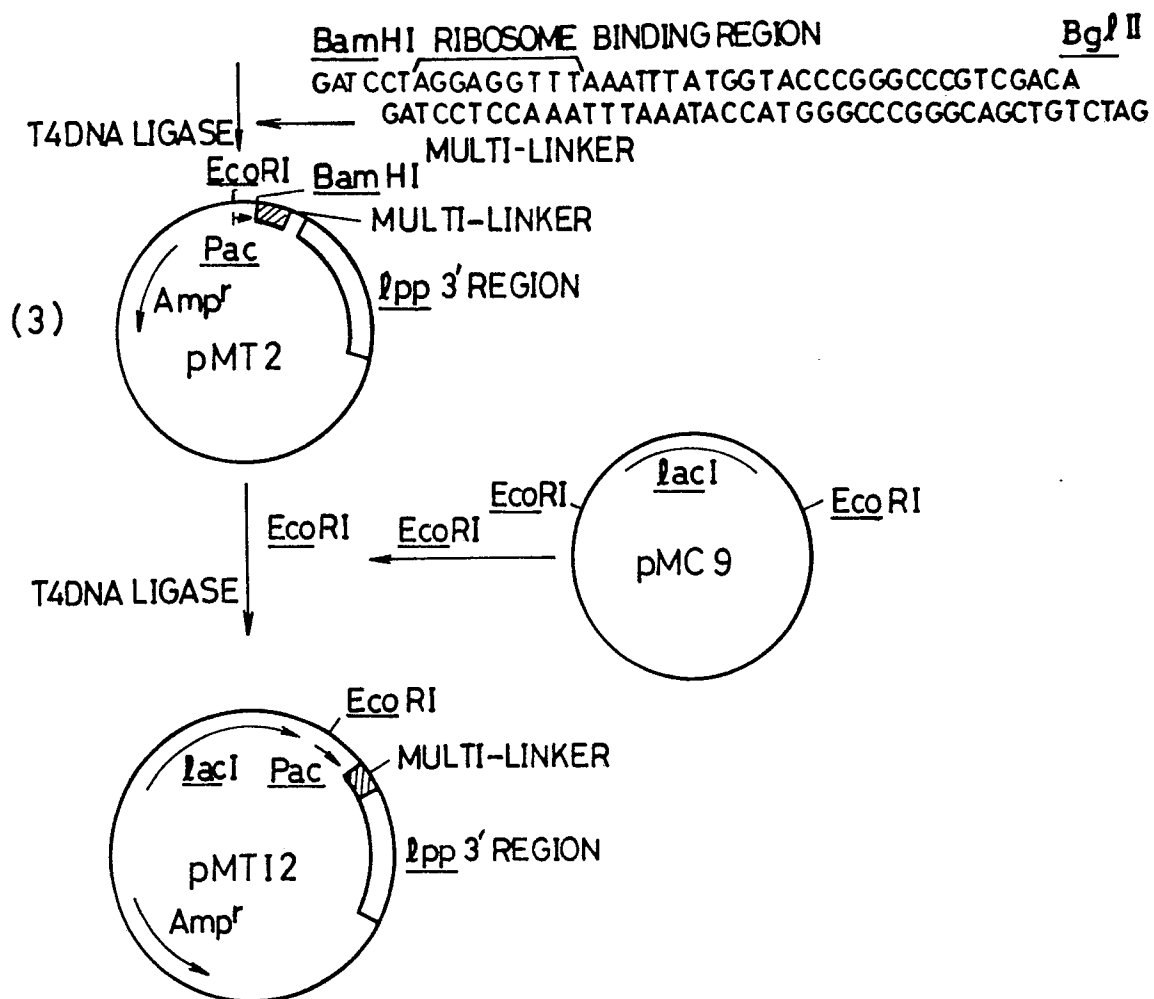 BamHI RIBOSOME BINDING REGION BglII
GATCCTAGGAGGTTTAAATTTATGGTACCCGGGCCCGTCGACA
GATCCTCCAAATTTAAATACCATGGGCCCGGGCAGCTGTCTAG
T4DNA LIGASE
MULTI-LINKER
EcoRI
BamHI
MULTI-LINKER
Pac
lpp 3' REGION
Ampr
(3)
pMT2
lacI
EcoRI
EcoRI
EcoRI
EcoRI
pMC9
T4DNA LIGASE
EcoRI
MULTI-LINKER
lacI
Pac
lpp 3' REGION
pMTI2
Ampr